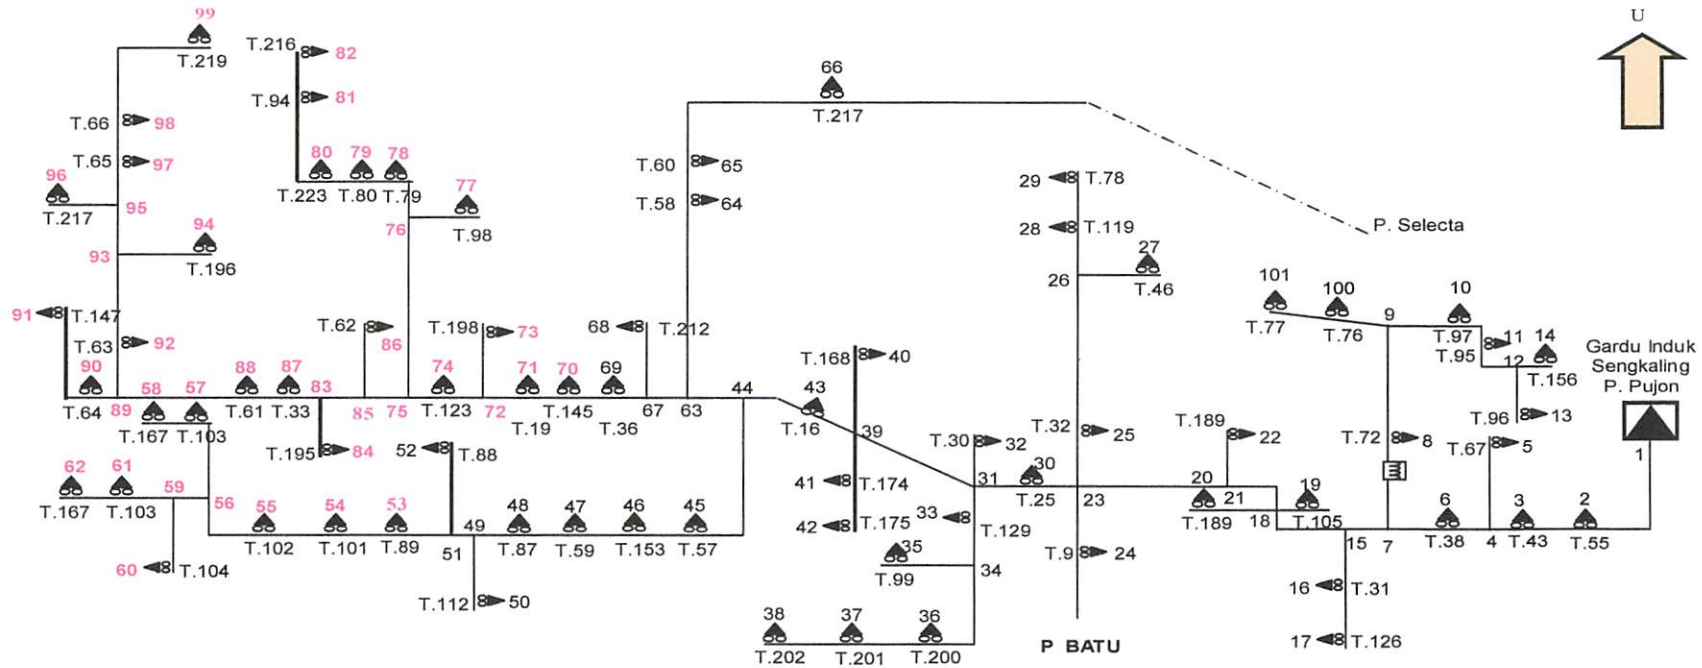 99
T.219
T.216
82
T.94
81
T.66
98
T.65
97
96
T.217
95
94
93
T.196
80
79
78
T.223
T.80
T.79
77
76
T.98
66
T.217
T.60
65
T.58
64
P. Selecta
U
29
T.78
28
T.119
27
26
T.46
101
100
10
9
T.77
T.76
T.97
T.95
11
14
12
T.156
Gardu Induk
Sengkaling
P. Pujon
1
91
T.147
T.63
92
T.62
86
T.198
73
68
T.212
T.168
40
90
58
57
88
87
83
74
71
70
69
44
43
T.64
89
T.167
T.103
T.61
T.33
85
75
T.123
72
T.19
T.145
T.36
67
63
T.16
39
T.195
84
52
T.88
T.30
32
T.32
25
T.189
22
T.72
8
T.96
13
T.67
5
62
61
59
T.167
T.103
56
60
T.104
55
54
53
T.102
T.101
T.89
51
49
48
47
46
45
T.87
T.59
T.153
T.57
T.112
50
41
T.174
42
T.175
31
30
T.25
23
33
T.129
35
T.99
34
T.9
24
38
37
36
T.202
T.201
T.200
P BATU
20
21
19
T.189
18
T.105
15
7
6
T.38
4
3
T.43
2
T.55
16
T.31
17
T.126